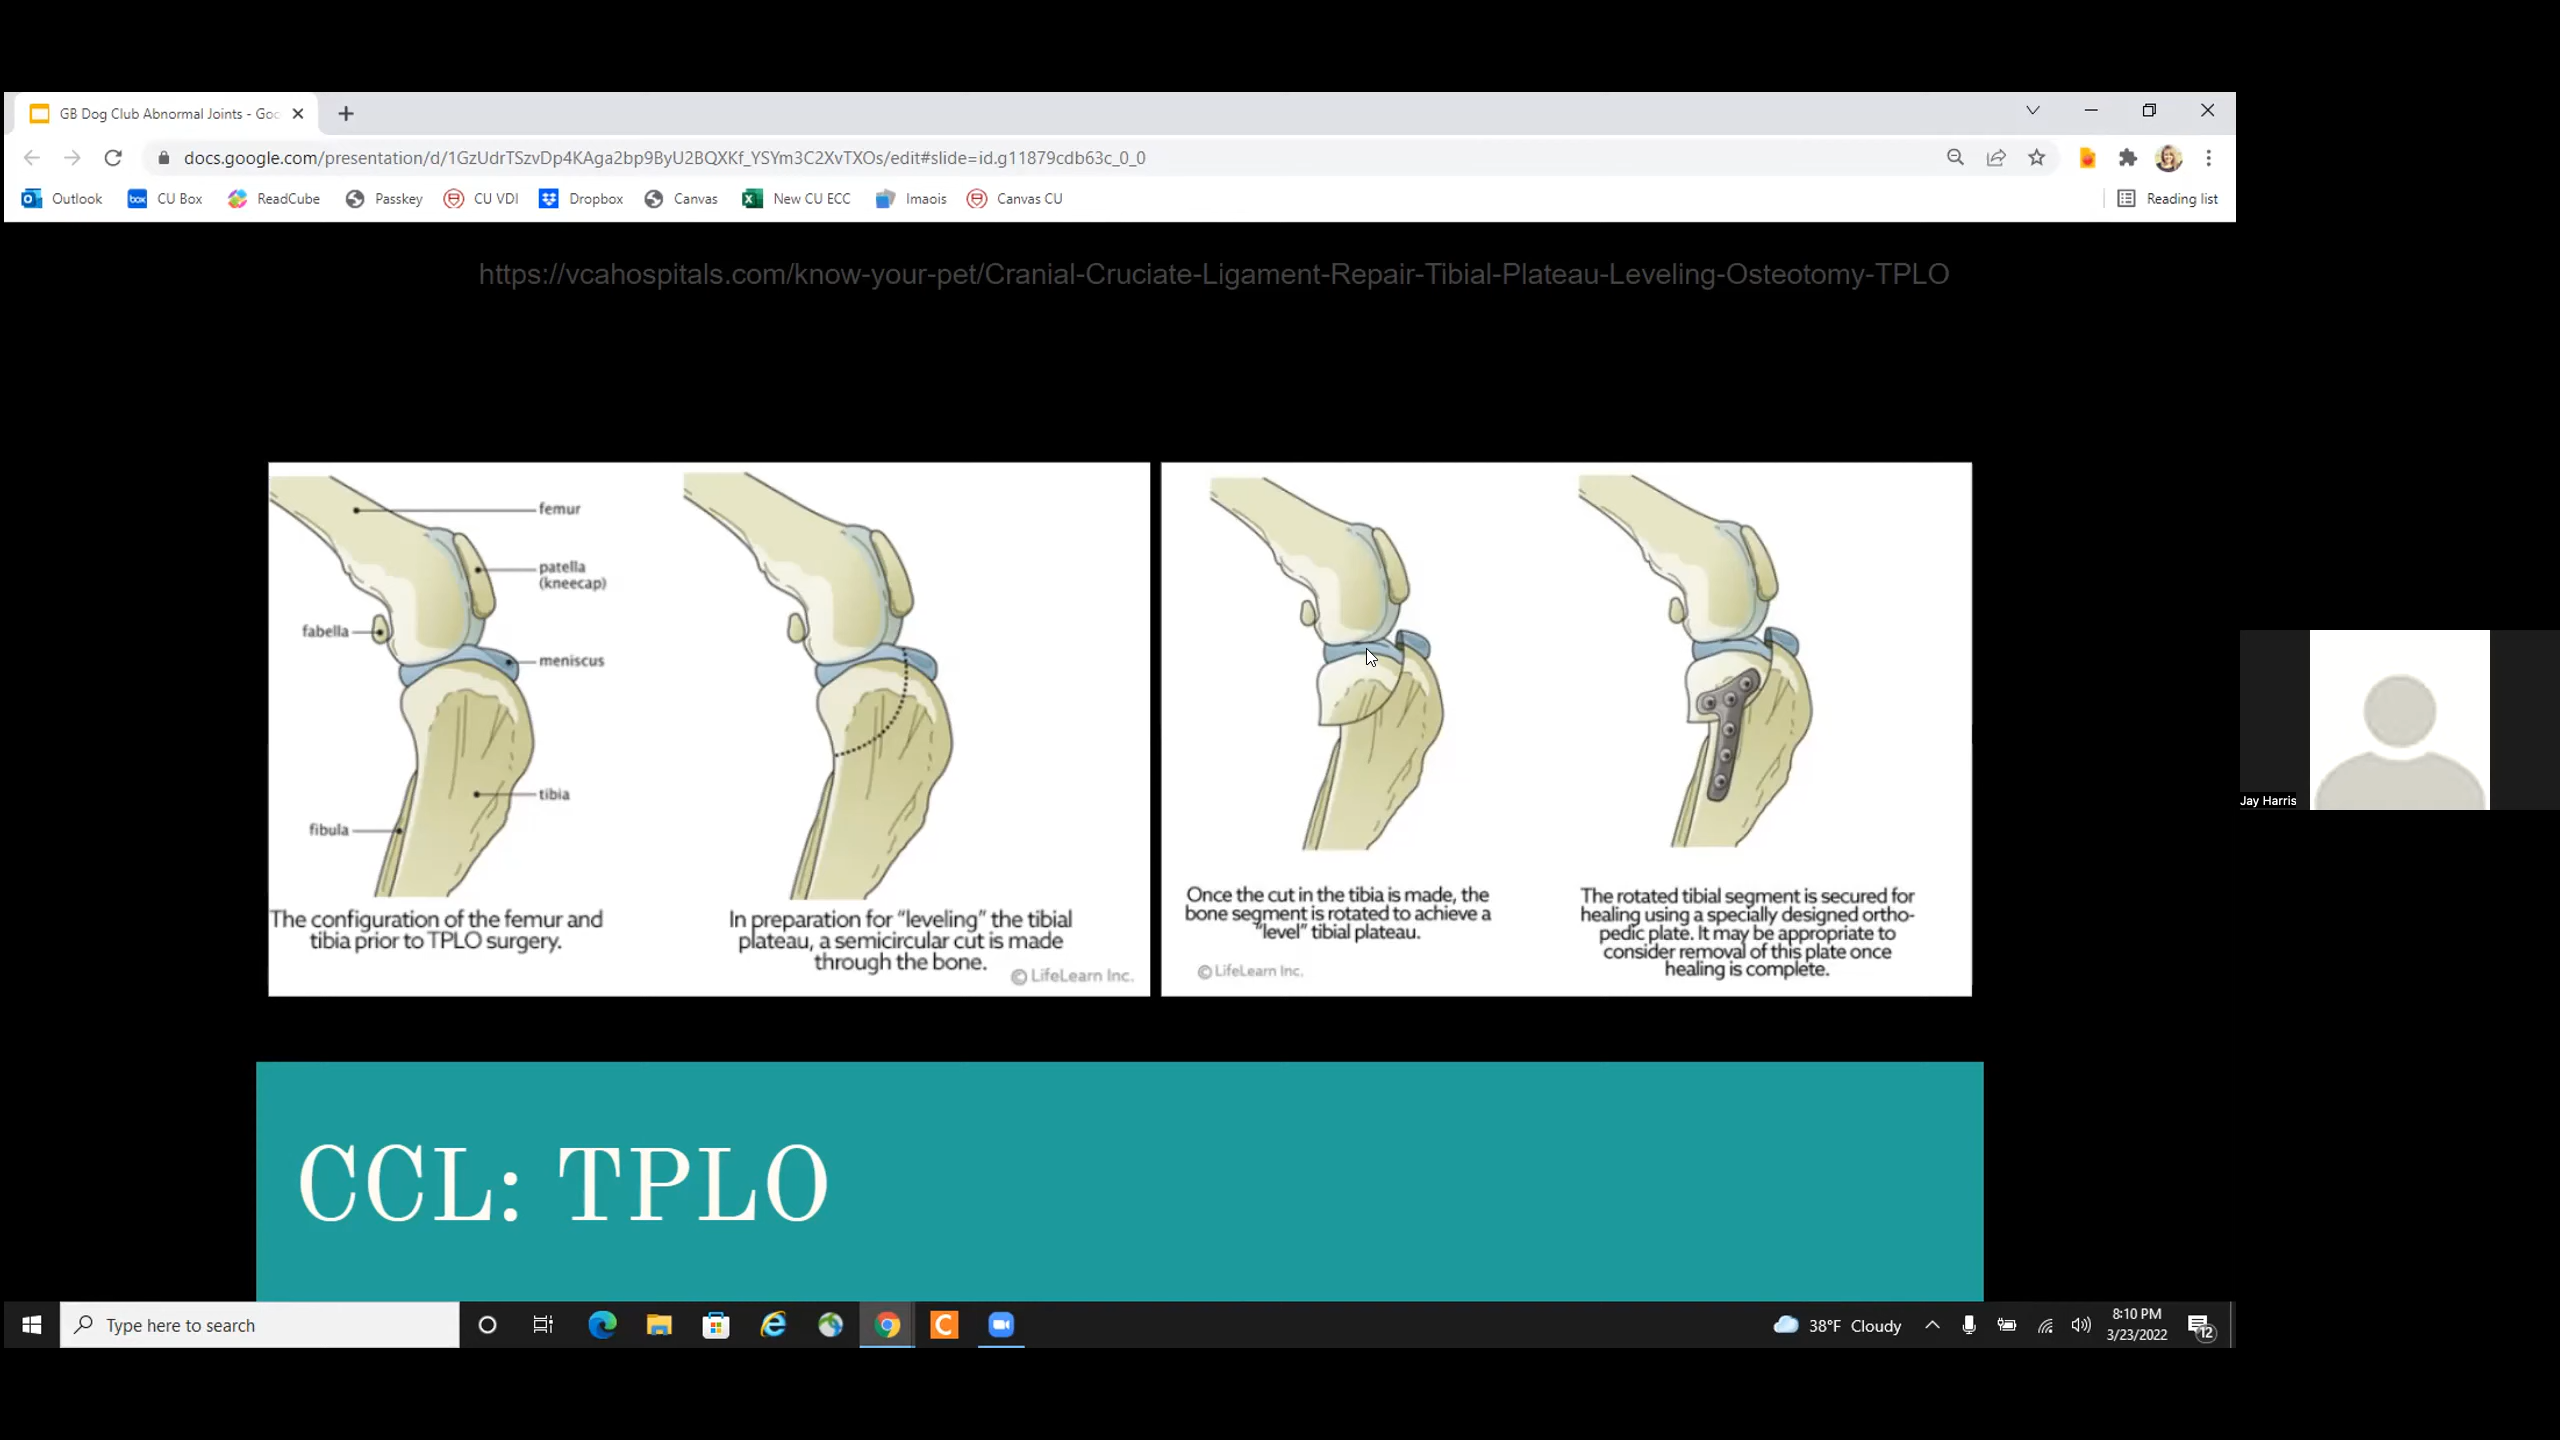 GB Dog Club Abnormal Joints - Goo
docs.google.com/presentation/d/1GzUdrTSzvDp4KAga2bp9ByU2BQXKf_YSYm3C2XvTXOs/edit#slide=id.g11879cdb63c_0_0
Outlook CU Box ReadCube Passkey CU VDI Dropbox Canvas New CU ECC Imaois Canvas CU Reading list
https://vcahospitals.com/know-your-pet/Cranial-Cruciate-Ligament-Repair-Tibial-Plateau-Leveling-Osteotomy-TPLO
femur
patella
(kneecap)
fabella
meniscus
tibia
fibula
The configuration of the femur and
tibia prior to TPLO surgery.
In preparation for “leveling” the tibial
plateau, a semicircular cut is made
through the bone.
© LifeLearn Inc.
Once the cut in the tibia is made, the
bone segment is rotated to achieve a
“level” tibial plateau.
© LifeLearn Inc.
The rotated tibial segment is secured for
healing using a specially designed ortho-
pedic plate. It may be appropriate to
consider removal of this plate once
healing is complete.
Jay Harris
CCL: TPLO
Type here to search
38°F Cloudy
8:10 PM
3/23/2022
12